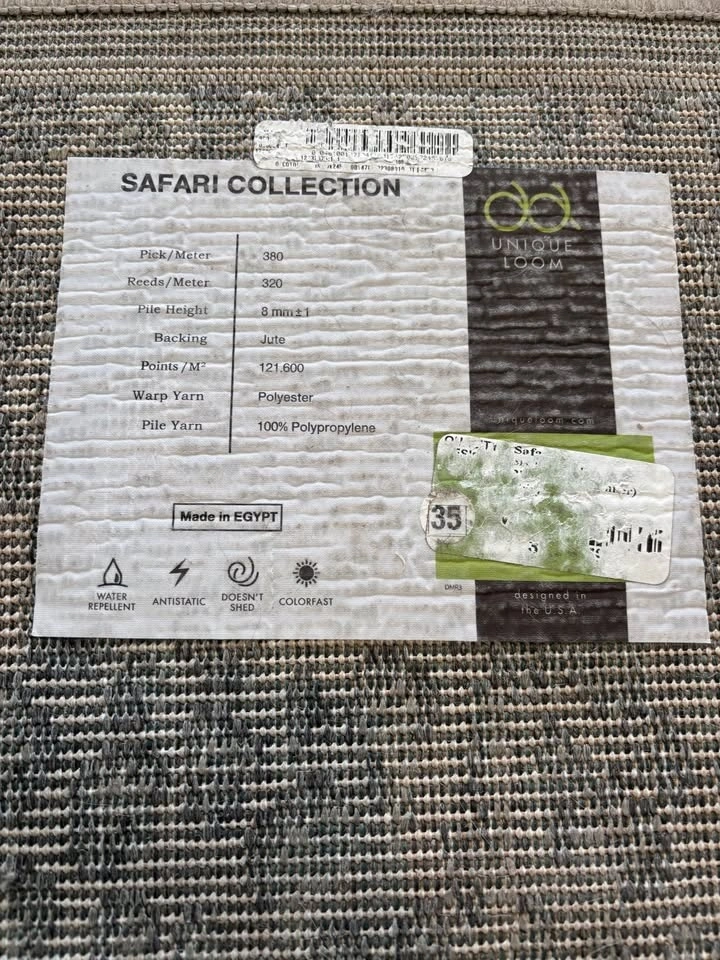 SAFARI COLLECTION
Pick/Meter 380
Reeds/Meter 320
Pile Height 8 mm±1
Backing Jute
Points/M² 121.600
Warp Yarn Polyester
Pile Yarn 100% Polypropylene
Made in EGYPT
WATER REPELLENT
ANTISTATIC
DOESN'T SHED
COLORFAST
UNIQUE
LOOM
uniqueloom.com
35
DMR3
designed in
the U.S.A.